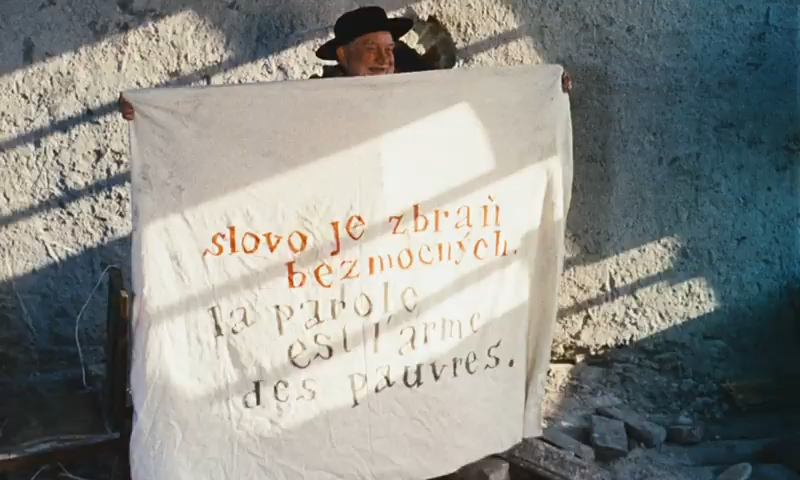 slovo je zbraň
bezmocných.
la parole
est l'arme
des pauvres.